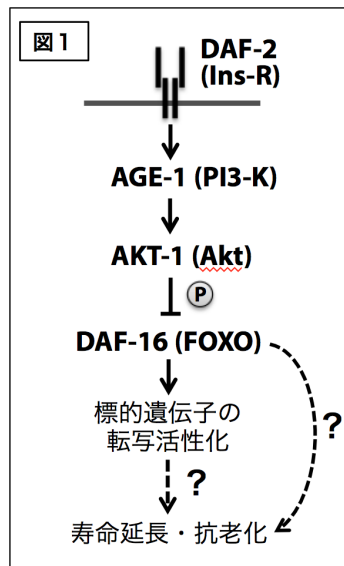 図1
DAF-2
(Ins-R)
AGE-1 (PI3-K)
AKT-1 (Akt)
P
DAF-16 (FOXO)
標的遺伝子の
転写活性化
?
?
寿命延長・抗老化